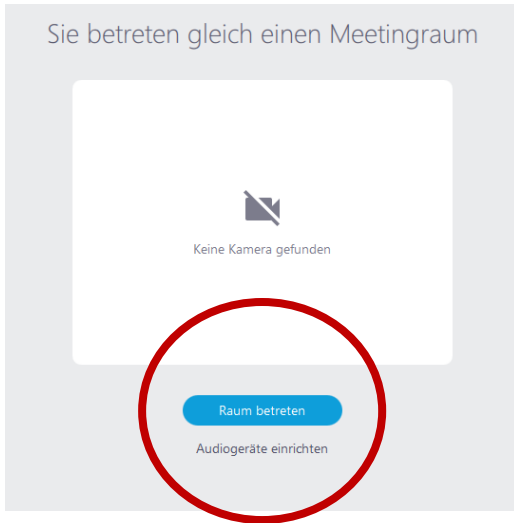 Sie betreten gleich einen Meetingraum
Keine Kamera gefunden
Raum betreten
Audiogeräte einrichten